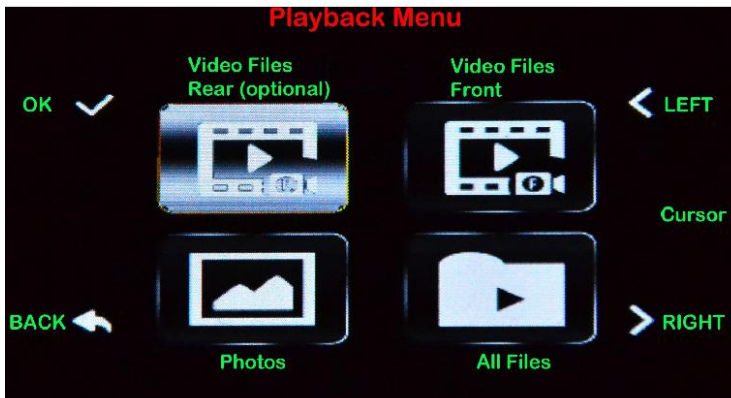 Playback Menu
Video Files
Rear (optional)
Video Files
Front
OK
LEFT
F
Cursor
BACK
RIGHT
Photos
All Files